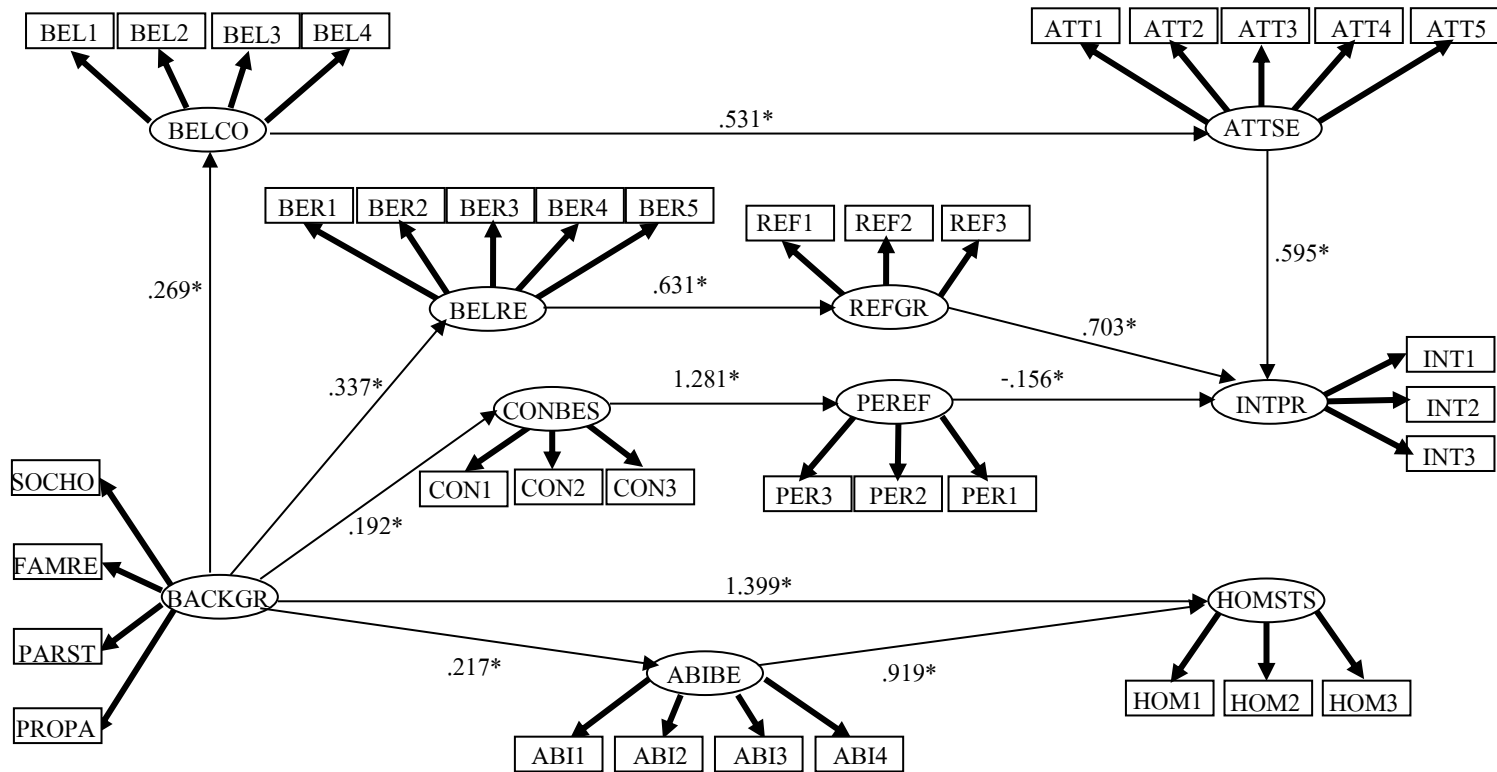 BEL1 BEL2 BEL3 BEL4
ATT1 ATT2 ATT3 ATT4 ATT5
BELCO
.531*
ATTSE
BER1 BER2 BER3 BER4 BER5
REF1 REF2 REF3
.269*
.595*
BELRE
.631*
REFGR
.703*
.337*
CONBES
1.281*
PEREF
-.156*
INTPR
INT1
INT2
INT3
SOCHO
CON1 CON2 CON3
PER3 PER2 PER1
.192*
FAMRE
BACKGR
1.399*
HOMSTS
PARST
.217*
ABIBE
.919*
PROPA
HOM1 HOM2 HOM3
ABI1 ABI2 ABI3 ABI4